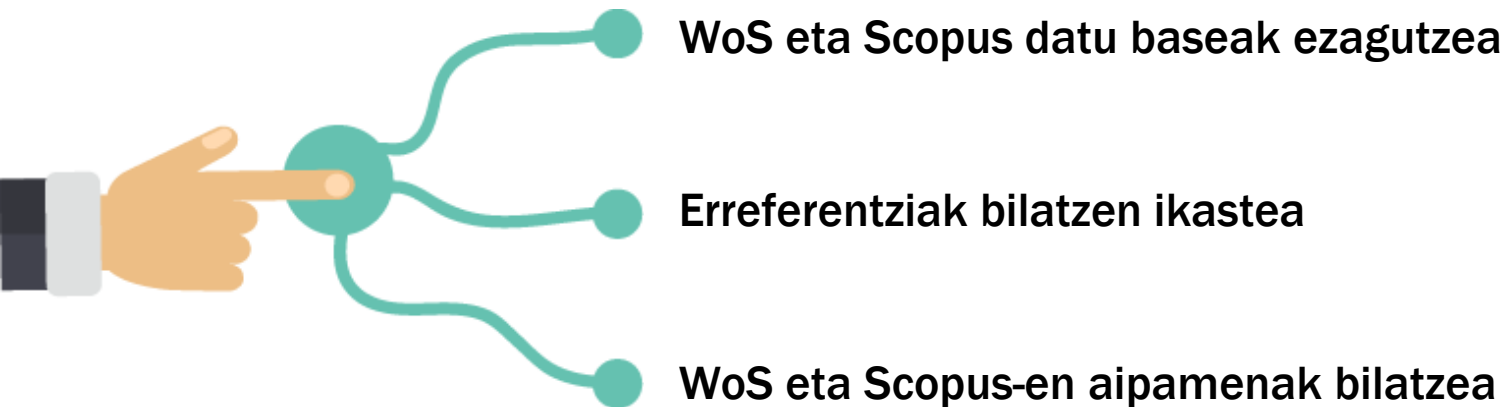 WoS eta Scopus datu baseak ezagutzea
Erreferentziak bilatzen ikastea
WoS eta Scopus-en aipamenak bilatzea